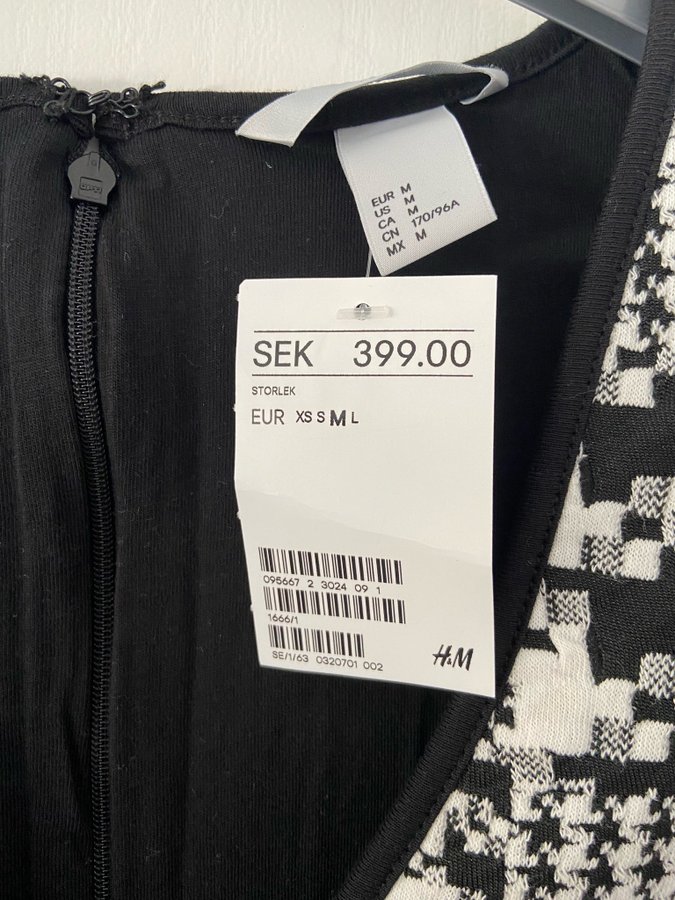 EUR M
US M
CA M
CN 170/96A
MX M
SEK 399.00
STORLEK
EUR XS S M L
095667 2 3024 09 1
1666/1
SE/1/63 0320701 002
H&M